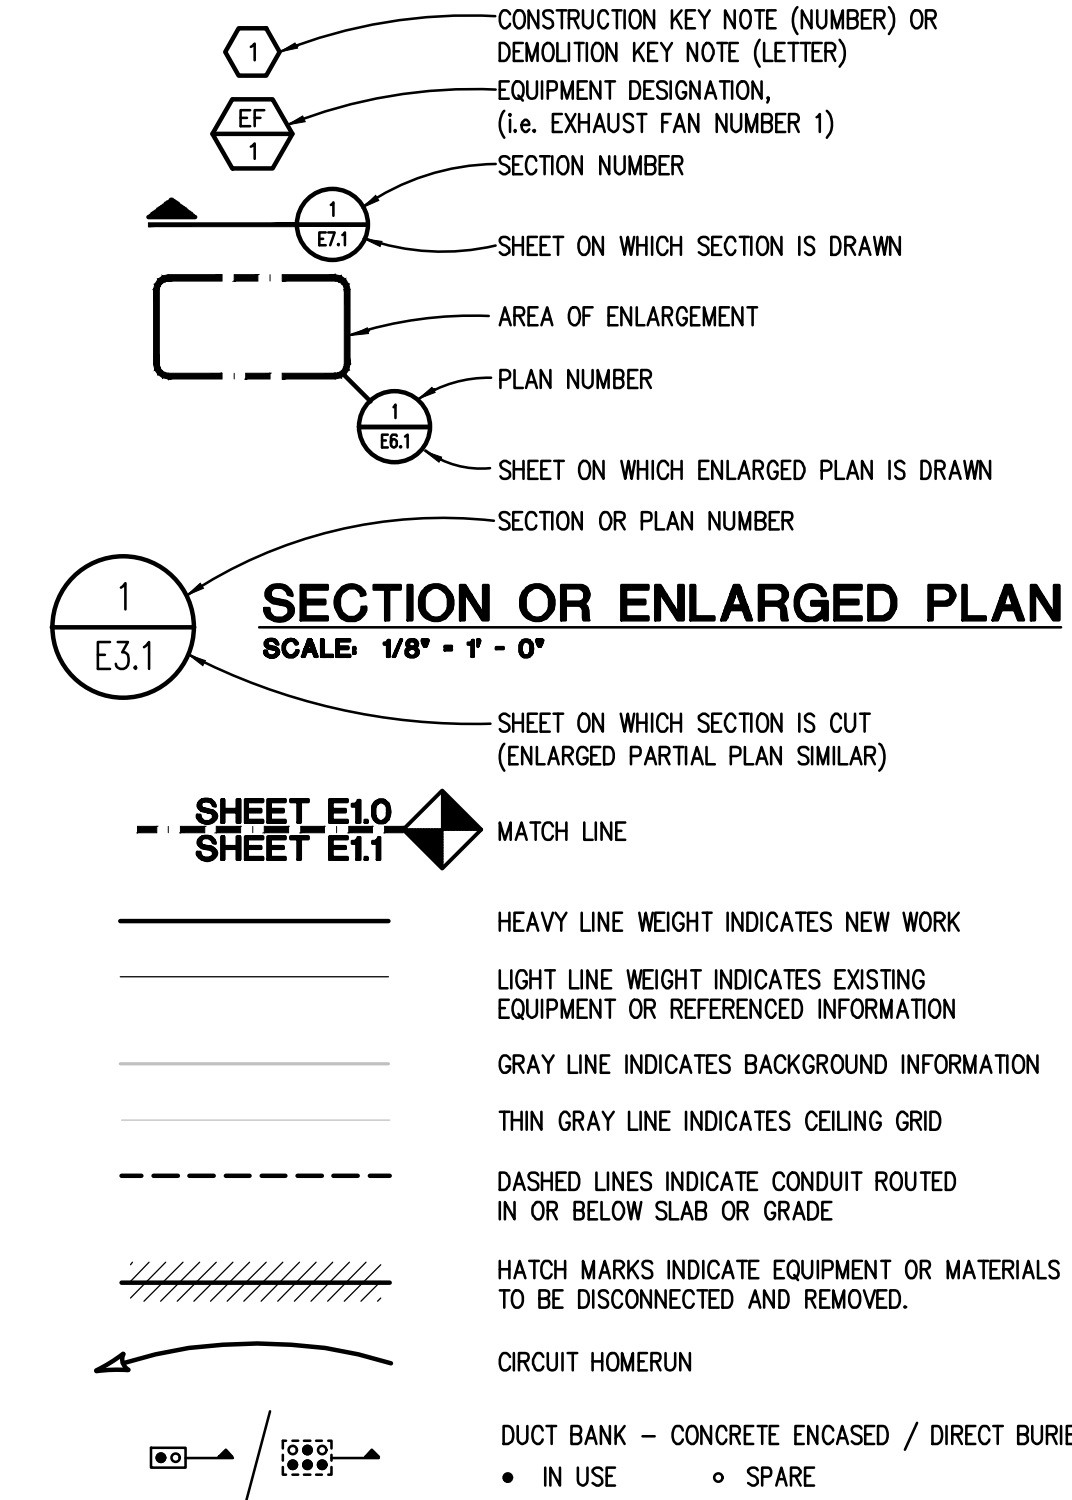 CONSTRUCTION KEY NOTE (NUMBER) OR
1
DEMOLITION KEY NOTE (LETTER)
EQUIPMENT DESIGNATION,
EF
(i.e. EXHAUST FAN NUMBER 1)
1
SECTION NUMBER
1
E7.1
SHEET ON WHICH SECTION IS DRAWN
AREA OF ENLARGEMENT
PLAN NUMBER
1
E6.1
SHEET ON WHICH ENLARGED PLAN IS DRAWN
SECTION OR PLAN NUMBER
1
E3.1
SECTION OR ENLARGED PLAN
SCALE: 1/8" - 1' - 0"
SHEET ON WHICH SECTION IS CUT
(ENLARGED PARTIAL PLAN SIMILAR)
SHEET E1.0
SHEET E1.1
MATCH LINE
HEAVY LINE WEIGHT INDICATES NEW WORK
LIGHT LINE WEIGHT INDICATES EXISTING
EQUIPMENT OR REFERENCED INFORMATION
GRAY LINE INDICATES BACKGROUND INFORMATION
THIN GRAY LINE INDICATES CEILING GRID
DASHED LINES INDICATE CONDUIT ROUTED
IN OR BELOW SLAB OR GRADE
HATCH MARKS INDICATE EQUIPMENT OR MATERIALS
TO BE DISCONNECTED AND REMOVED.
CIRCUIT HOMERUN
DUCT BANK – CONCRETE ENCASED / DIRECT BURIE
IN USE SPARE